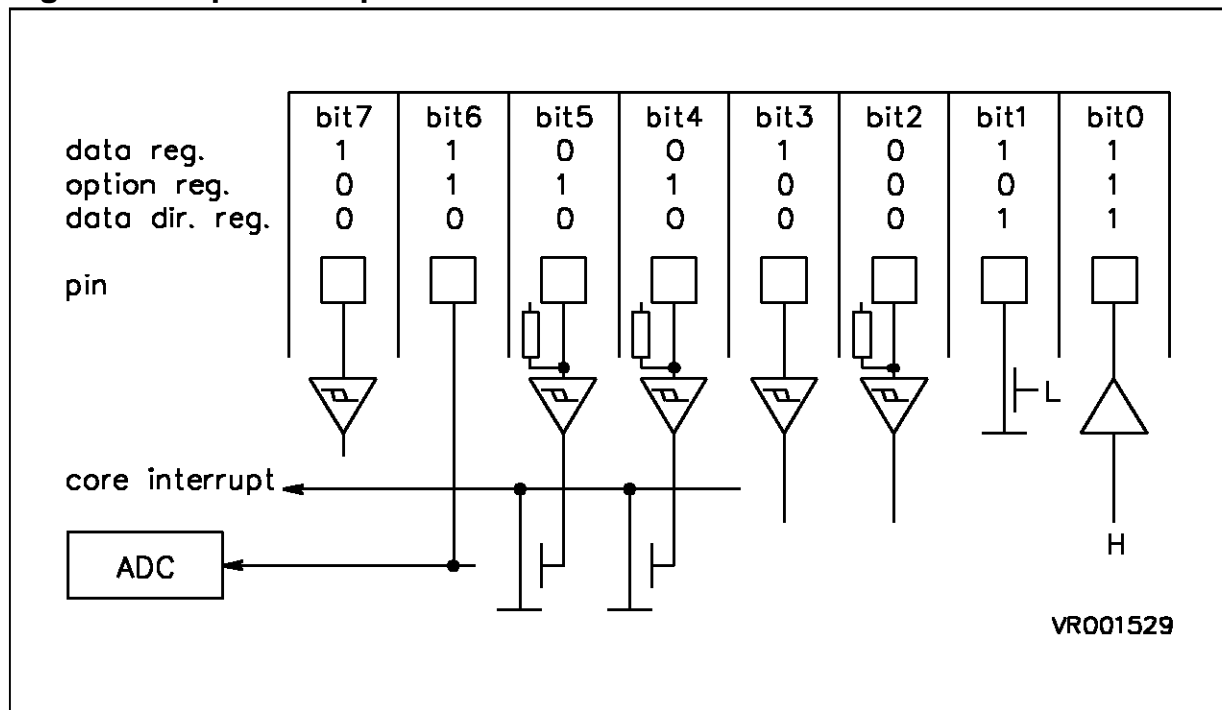 bit7 bit6 bit5 bit4 bit3 bit2 bit1 bit0
data reg. 1 1 0 0 1 0 1 1
option reg. 0 1 1 1 0 0 0 1
data dir. reg. 0 0 0 0 0 0 1 1
pin
L
core interrupt
H
ADC
VR001529